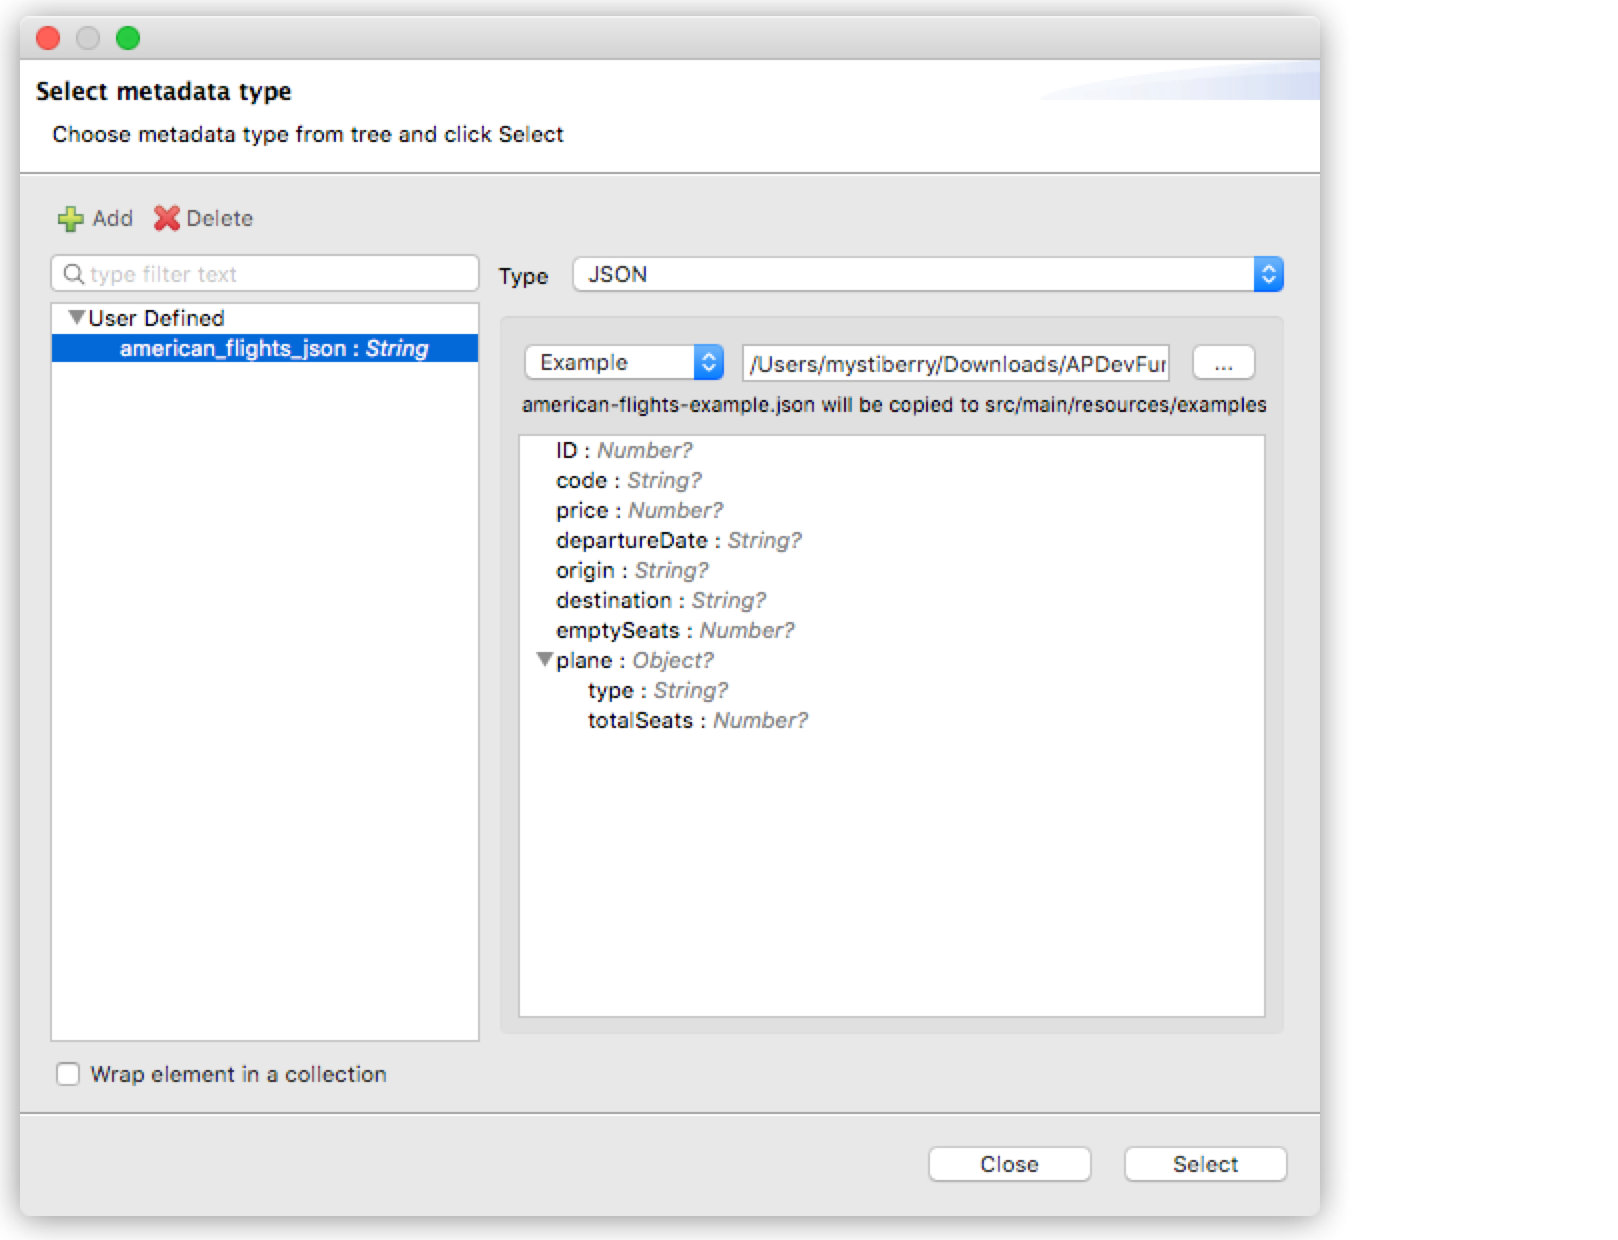 Select metadata type
Choose metadata type from tree and click Select
Add Delete
type filter text
Type JSON
User Defined
american_flights_json : String
Example /Users/mystiberry/Downloads/APDevFur ...
american-flights-example.json will be copied to src/main/resources/examples
ID : Number?
code : String?
price : Number?
departureDate : String?
origin : String?
destination : String?
emptySeats : Number?
plane : Object?
type : String?
totalSeats : Number?
Wrap element in a collection
Close Select